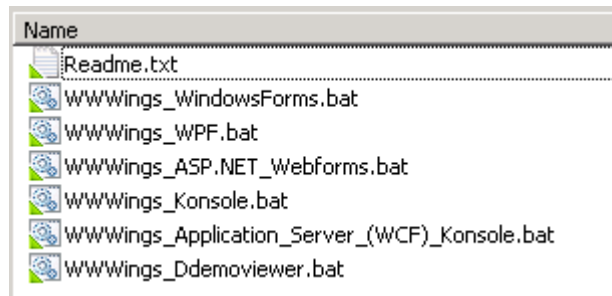 Name
Readme.txt
WWWings_WindowsForms.bat
WWWings_WPF.bat
WWWings_ASP.NET_Webforms.bat
WWWings_Konsole.bat
WWWings_Application_Server_(WCF)_Konsole.bat
WWWings_Ddemoviewer.bat